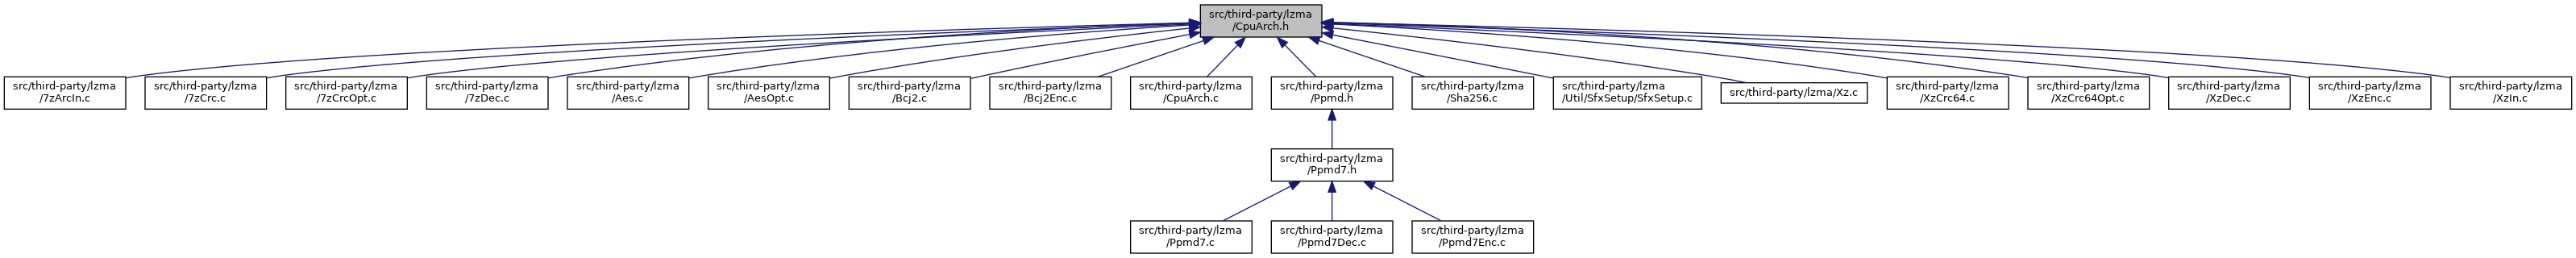 src/third-party/lzma
/CpuArch.h
src/third-party/lzma
/7zArcIn.c
src/third-party/lzma
/7zCrc.c
src/third-party/lzma
/7zCrcOpt.c
src/third-party/lzma
/7zDec.c
src/third-party/lzma
/Aes.c
src/third-party/lzma
/AesOpt.c
src/third-party/lzma
/Bcj2.c
src/third-party/lzma
/Bcj2Enc.c
src/third-party/lzma
/CpuArch.c
src/third-party/lzma
/Ppmd.h
src/third-party/lzma
/Sha256.c
src/third-party/lzma
/Util/SfxSetup/SfxSetup.c
src/third-party/lzma/Xz.c
src/third-party/lzma
/XzCrc64.c
src/third-party/lzma
/XzCrc64Opt.c
src/third-party/lzma
/XzDec.c
src/third-party/lzma
/XzEnc.c
src/third-party/lzma
/XzIn.c
src/third-party/lzma
/Ppmd7.h
src/third-party/lzma
/Ppmd7.c
src/third-party/lzma
/Ppmd7Dec.c
src/third-party/lzma
/Ppmd7Enc.c